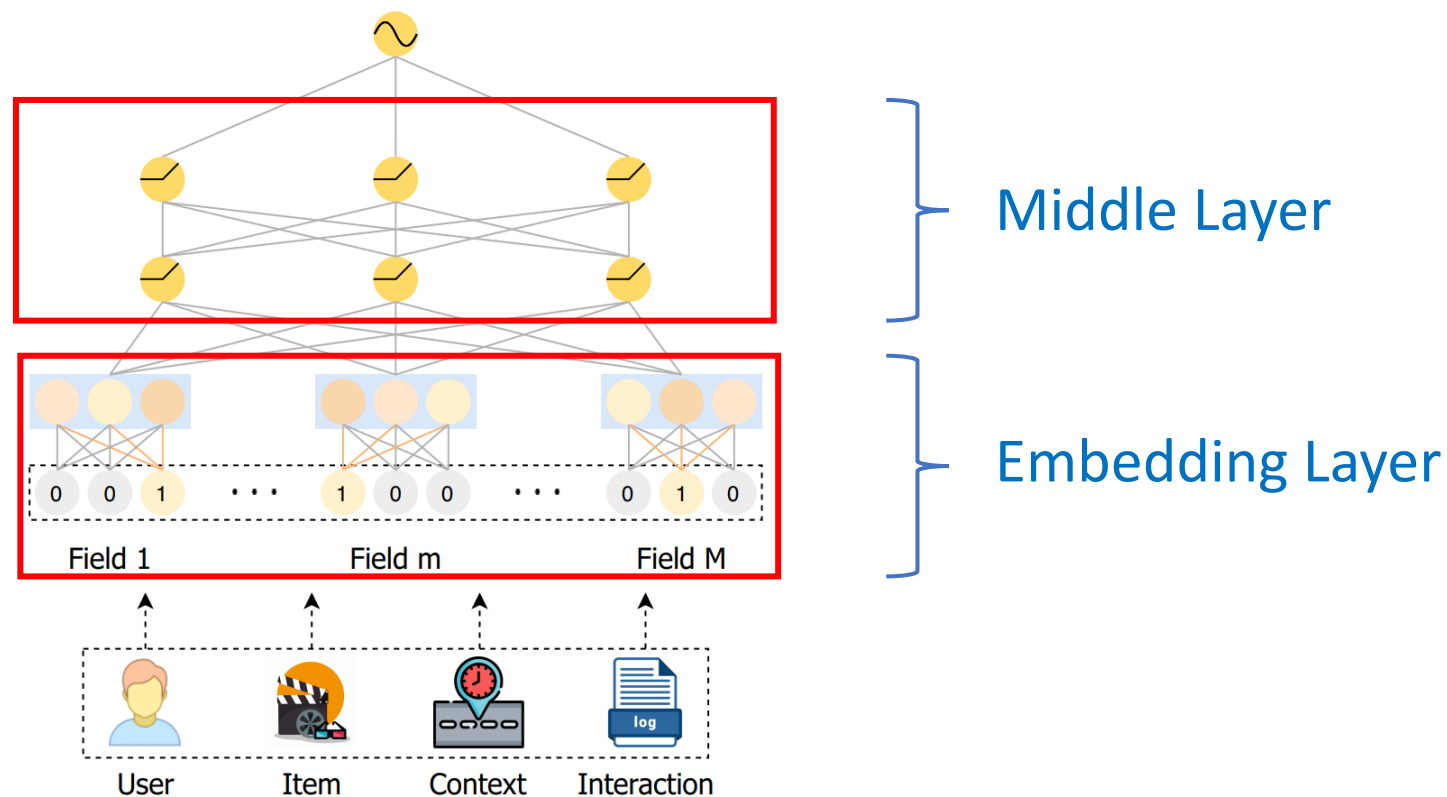 Middle Layer
Embedding Layer
0 0 1 ··· 1 0 0 ··· 0 1 0
Field 1 Field m Field M
log
User Item Context Interaction